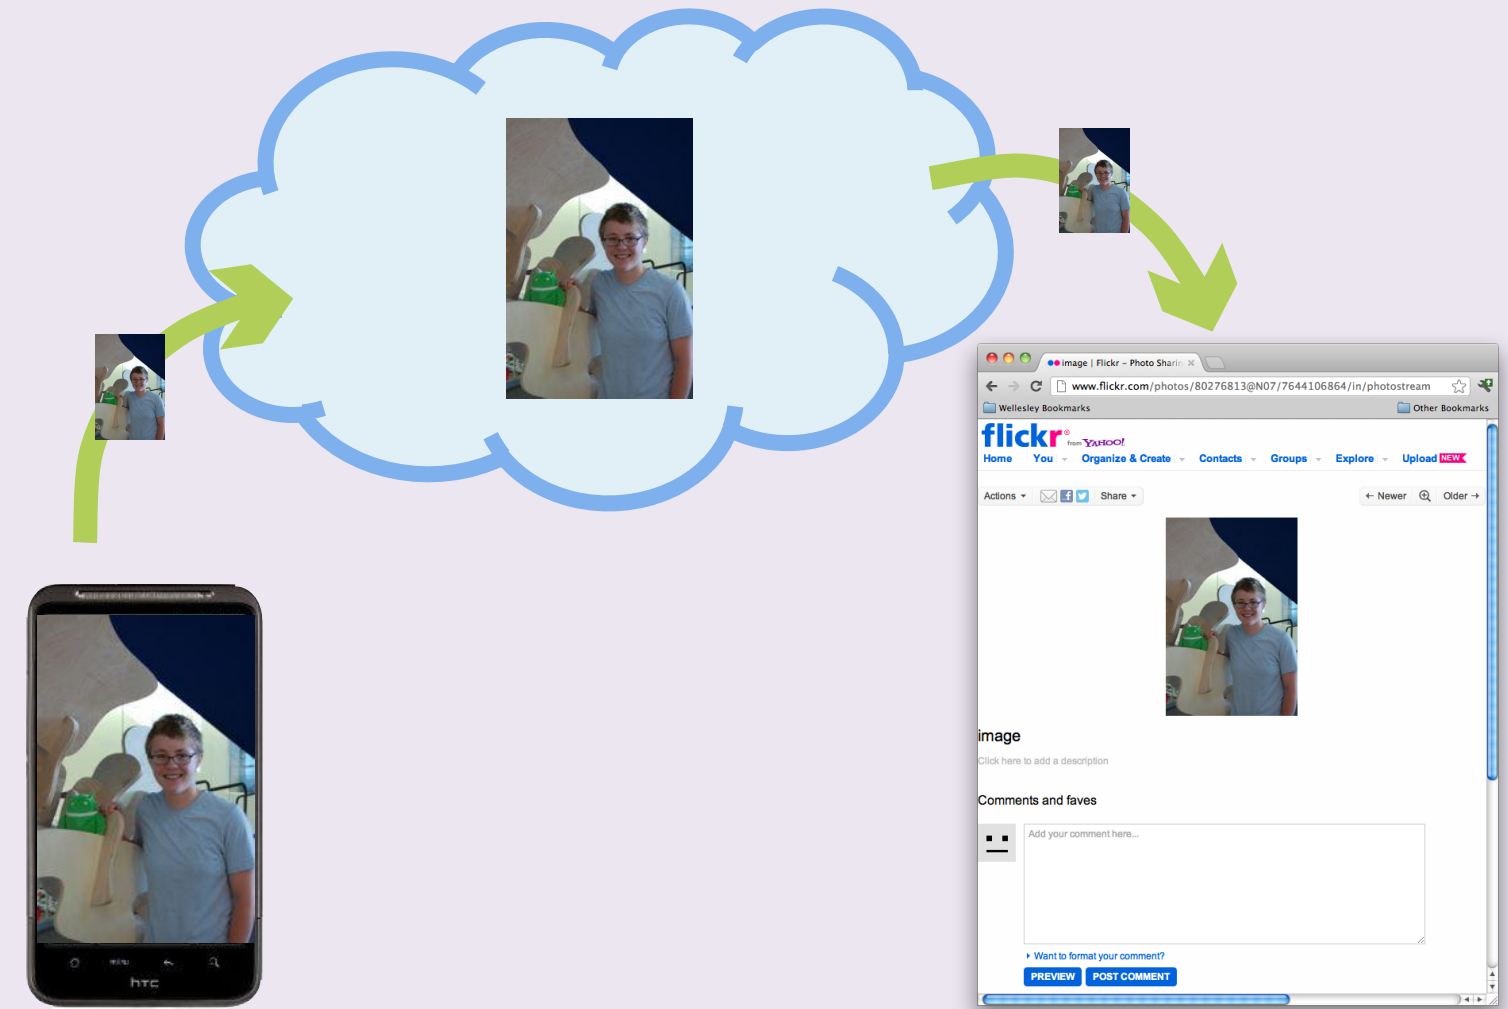 image | Flickr – Photo Sharin
www.flickr.com/photos/80276813@N07/7644106864/in/photostream
Wellesley Bookmarks Other Bookmarks
flickr® from YAHOO!
Home You Organize & Create Contacts Groups Explore Upload NEW
Actions Share ← Newer Older →
image
Click here to add a description
Comments and faves
Add your comment here...
Want to format your comment?
PREVIEW POST COMMENT
MENU
hTC